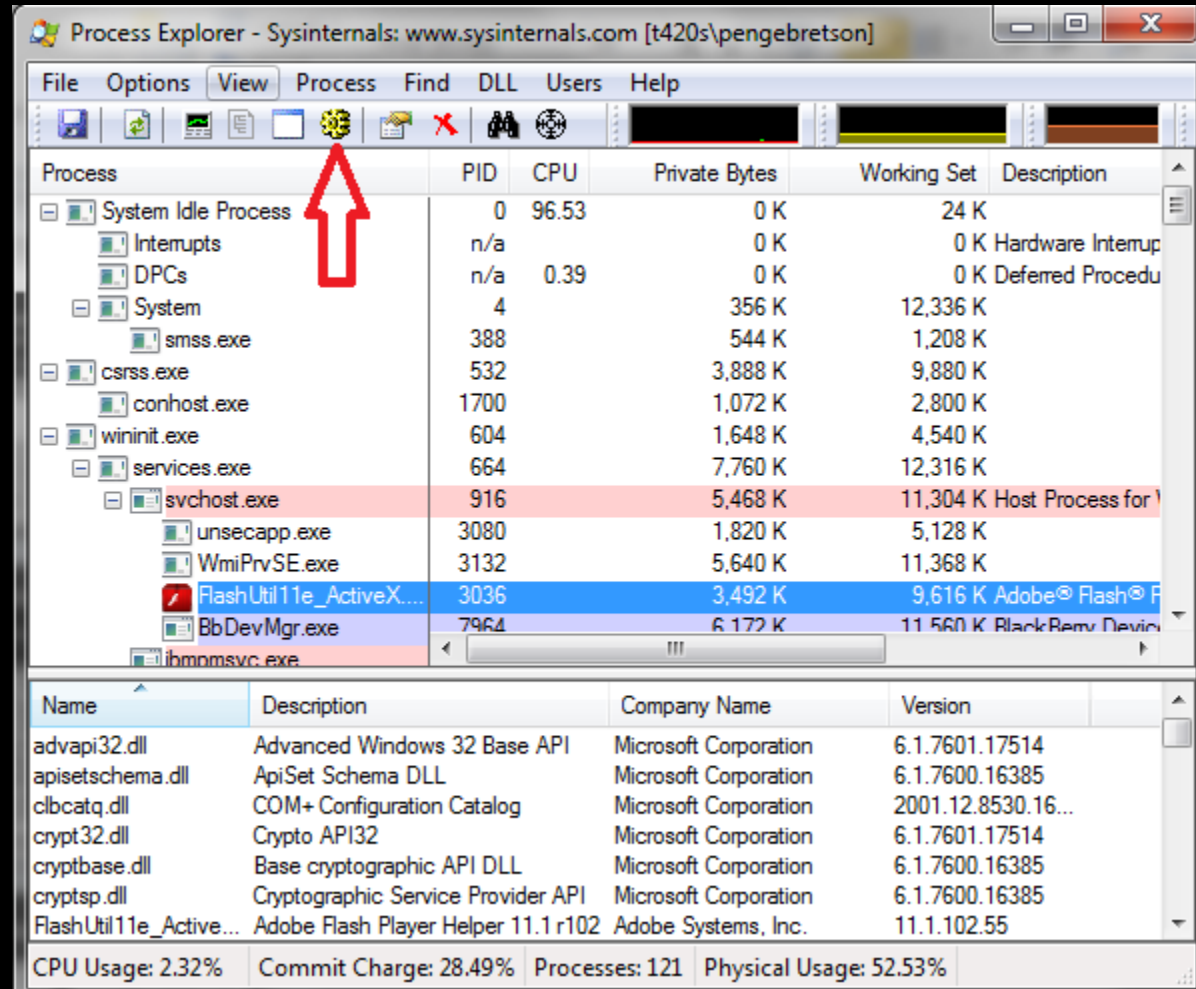 Process Explorer - Sysinternals: www.sysinternals.com [t420s\pengebretson]
File Options View Process Find DLL Users Help
Process PID CPU Private Bytes Working Set Description
System Idle Process 0 96.53 0 K 24 K
Interrupts n/a 0 K 0 K Hardware Interrup
DPCs n/a 0.39 0 K 0 K Deferred Procedu
System 4 356 K 12,336 K
smss.exe 388 544 K 1,208 K
csrss.exe 532 3,888 K 9,880 K
conhost.exe 1700 1,072 K 2,800 K
wininit.exe 604 1,648 K 4,540 K
services.exe 664 7,760 K 12,316 K
svchost.exe 916 5,468 K 11,304 K Host Process for
unsecapp.exe 3080 1,820 K 5,128 K
WmiPrvSE.exe 3132 5,640 K 11,368 K
FlashUtil11e_ActiveX.... 3036 3,492 K 9,616 K Adobe® Flash® F
BbDevMgr.exe 7964 6,172 K 11,560 K BlackBerry Device
ibmpmsvc.exe
Name Description Company Name Version
advapi32.dll Advanced Windows 32 Base API Microsoft Corporation 6.1.7601.17514
apisetschema.dll ApiSet Schema DLL Microsoft Corporation 6.1.7600.16385
clbcatq.dll COM+ Configuration Catalog Microsoft Corporation 2001.12.8530.16...
crypt32.dll Crypto API32 Microsoft Corporation 6.1.7601.17514
cryptbase.dll Base cryptographic API DLL Microsoft Corporation 6.1.7600.16385
cryptsp.dll Cryptographic Service Provider API Microsoft Corporation 6.1.7600.16385
FlashUtil11e_Active... Adobe Flash Player Helper 11.1 r102 Adobe Systems, Inc. 11.1.102.55
CPU Usage: 2.32% Commit Charge: 28.49% Processes: 121 Physical Usage: 52.53%